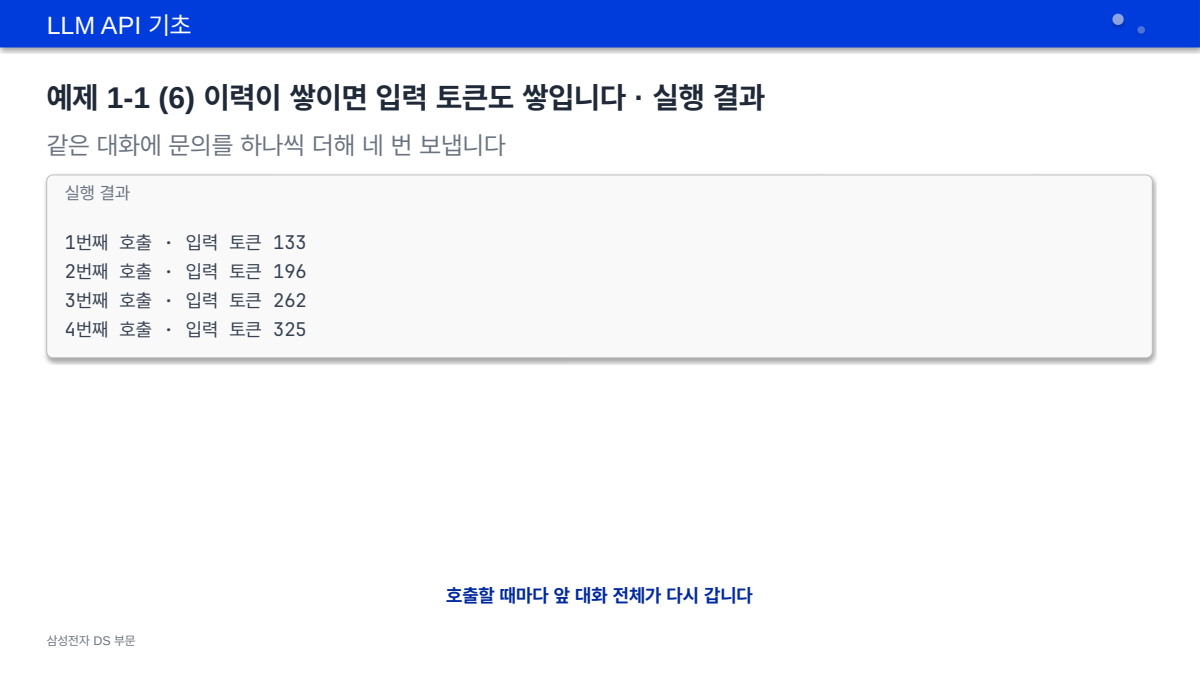 LLM API 기초
예제 1-1 (6) 이력이 쌓이면 입력 토큰도 쌓입니다 · 실행 결과
같은 대화에 문의를 하나씩 더해 네 번 보냅니다
실행 결과
1번째 호출 · 입력 토큰 133
2번째 호출 · 입력 토큰 196
3번째 호출 · 입력 토큰 262
4번째 호출 · 입력 토큰 325
호출할 때마다 앞 대화 전체가 다시 갑니다
삼성전자 DS 부문